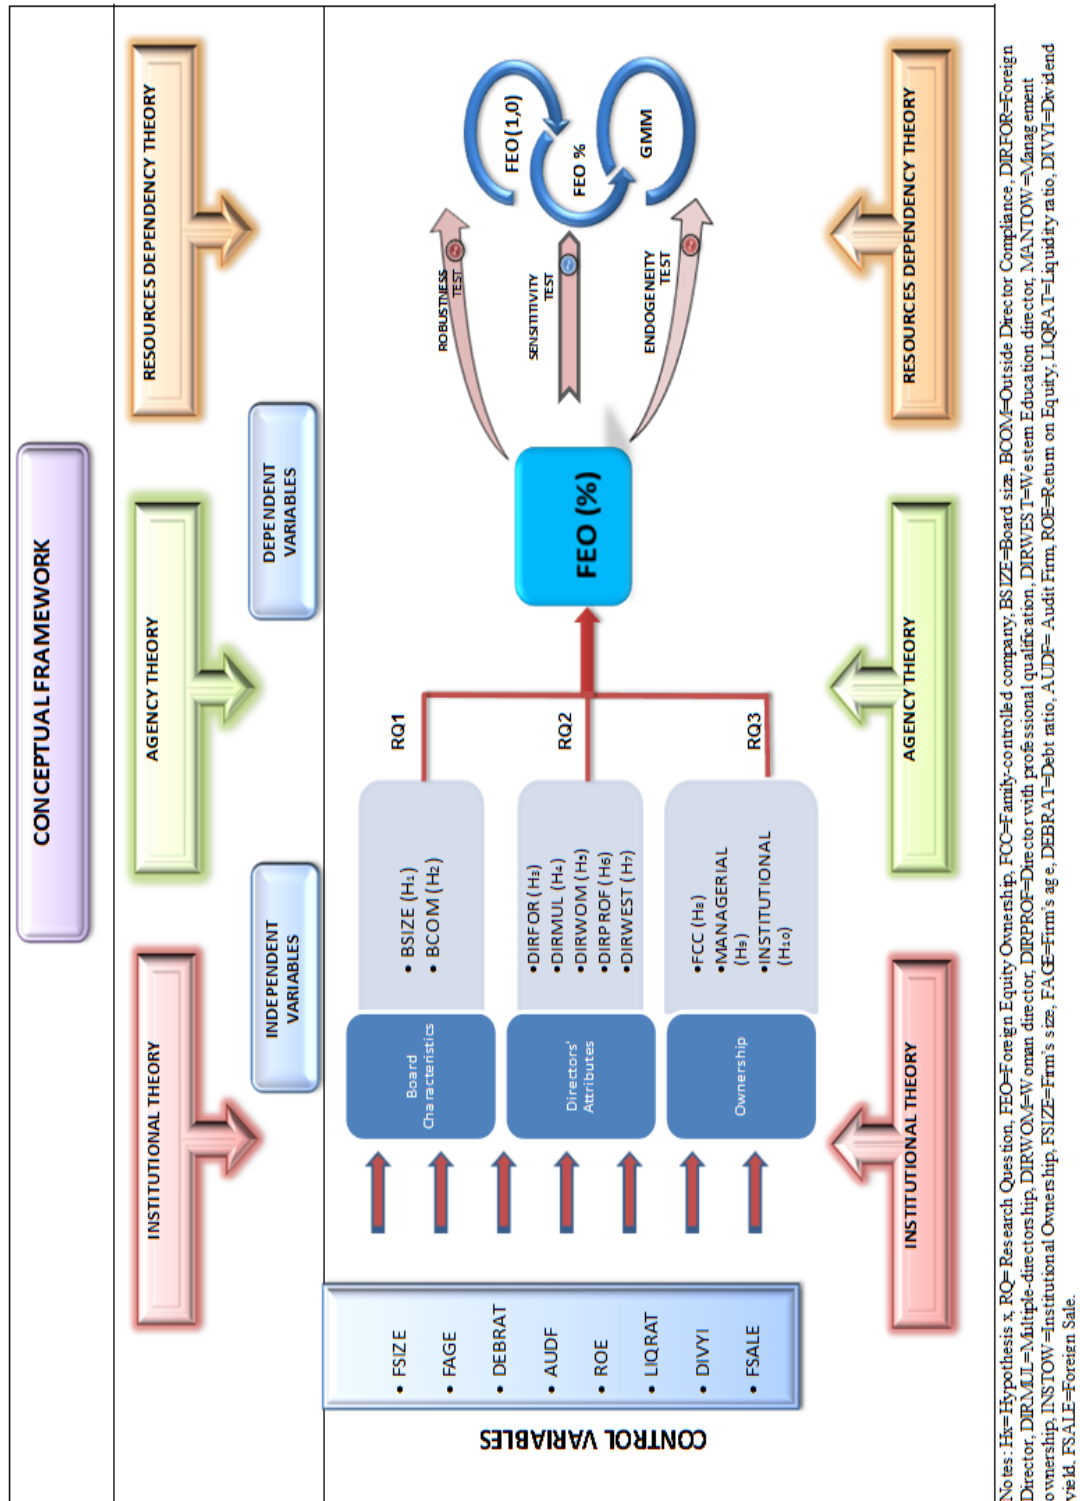 CONCEPTUAL FRAMEWORK
INSTITUTIONAL THEORY
AGENCY THEORY
RESOURCES DEPENDENCY THEORY
INDEPENDENT
VARIABLES
DEPENDENT
VARIABLES
CONTROL VARIABLES
• FSIZE
• FAGE
• DEBRAT
• AUDF
• ROE
• LIQRAT
• DIVYI
• FSALE
Board
Characteristics
• BSIZE (H1)
• BCOM (H2)
RQ1
Directors'
Attributes
•DIRFOR (H3)
•DIRMUL (H4)
•DIRWOM (H5)
•DIRPROF (H6)
•DIRWEST (H7)
RQ2
Ownership
•FCC (H8)
•MANAGERIAL
(H9)
•INSTITUTIONAL
(H10)
RQ3
FEO (%)
ROBUSTNESS
TEST
SENSITITIVITY
TEST
ENDOGENEITY
TEST
FEO(1,0)
FEO %
GMM
INSTITUTIONAL THEORY
AGENCY THEORY
RESOURCES DEPENDENCY THEORY
Notes: Hx=Hypothesis x, RQ= Research Question, FEO=Foreign Equity Ownership, FCC=Family-controlled company, BSIZE=Board size, BCOM=Outside Director Compliance, DIRFOR=Foreign
Director, DIRMUL=Multiple-directorship, DIRWOM=Woman director, DIRPROF=Director with professional qualification, DIRWEST=Western Education director, MANTOW=Management
ownership, INSTOW=Institutional Ownership, FSIZE=Firm's size, FAGE=Firm's age, DEBRAT=Debt ratio, AUDF= Audit Firm, ROE=Return on Equity, LIQRAT=Liquidity ratio, DIVYI=Dividend
yield, FSALE=Foreign Sale.